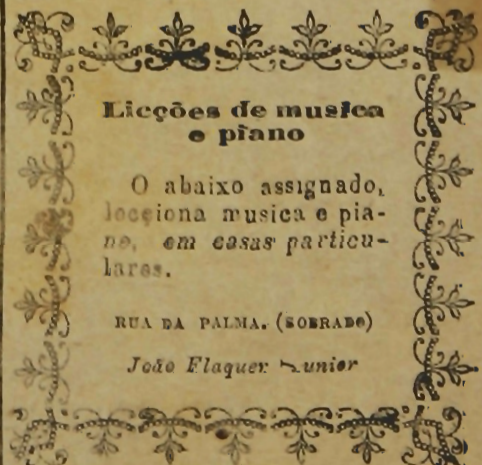 Licções de musica
e piano
O abaixo assignado,
lecciona musica e pia-
no, em casas particu-
lares.
RUA DA PALMA. (SOBRADO)
João Flaquer Junior